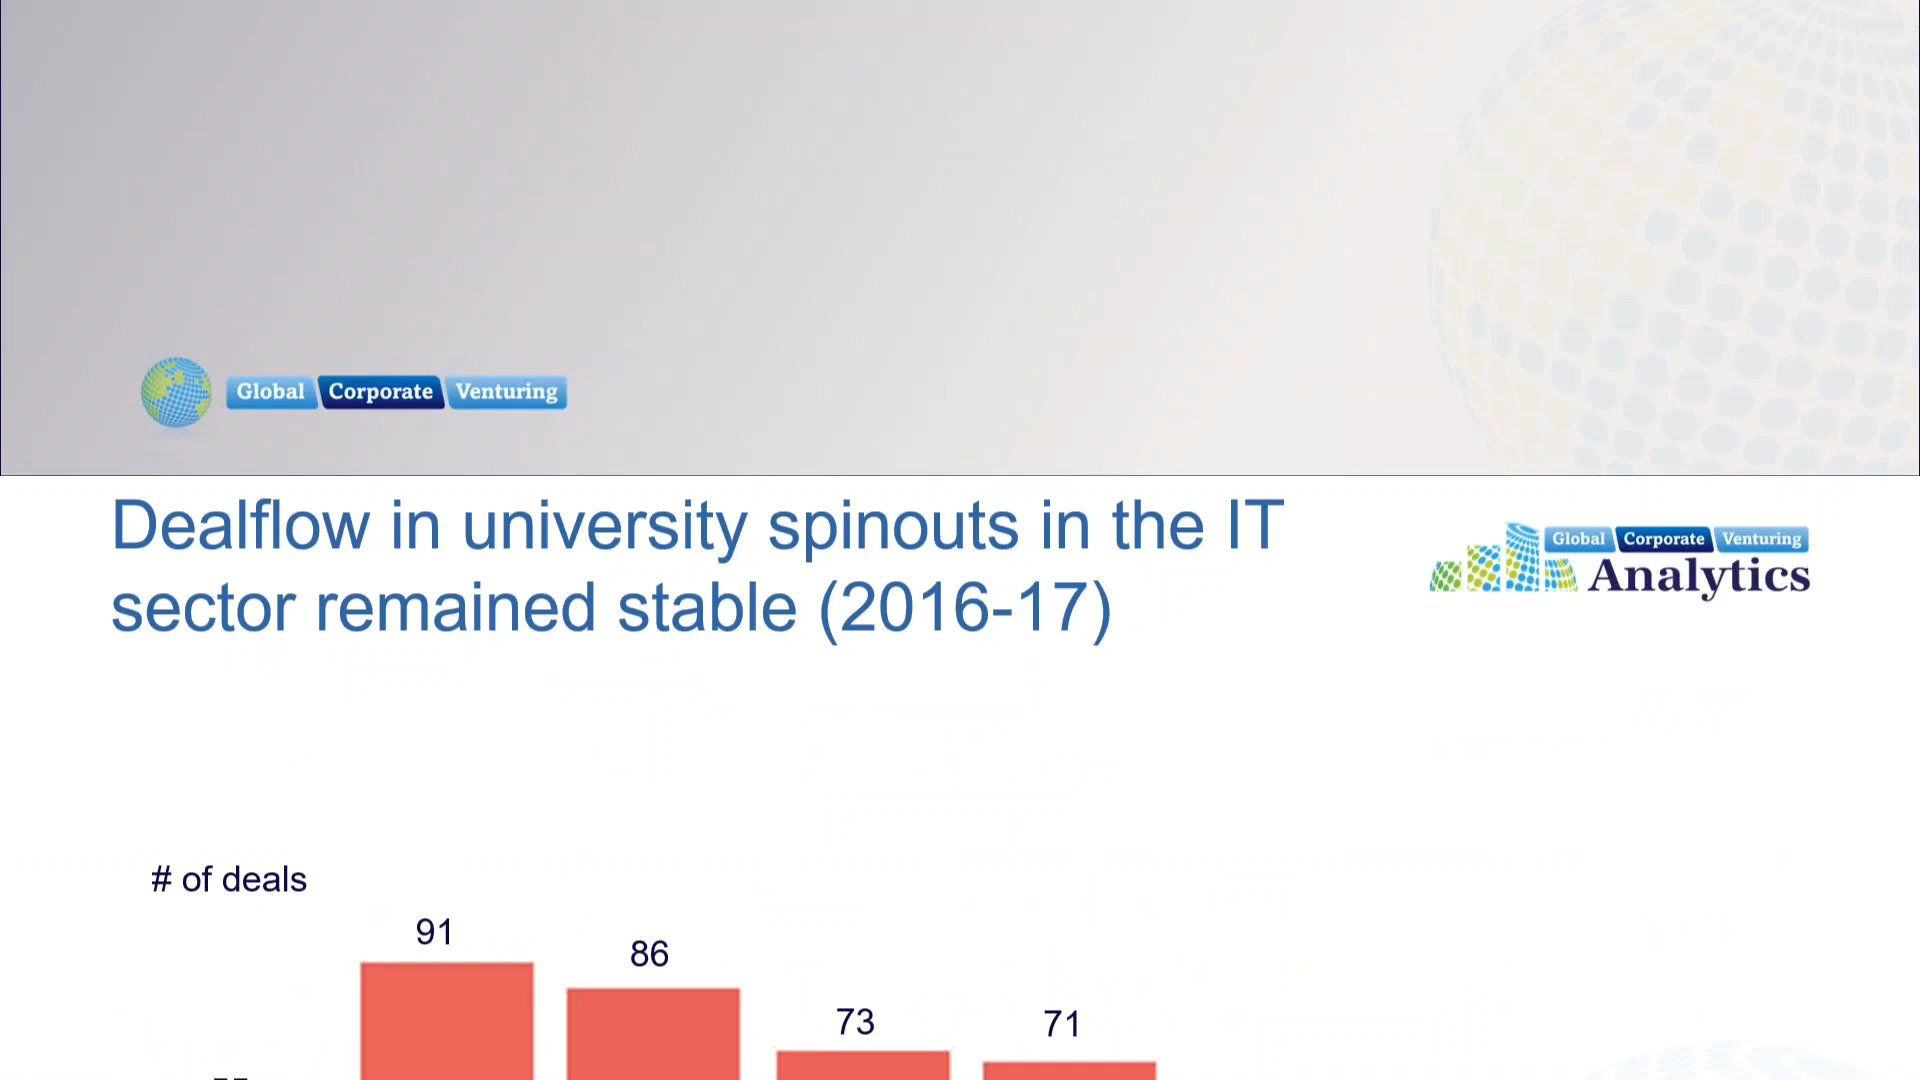 Global Corporate Venturing
Dealflow in university spinouts in the IT
sector remained stable (2016-17)
Global Corporate Venturing
Analytics
# of deals
91
86
73
71